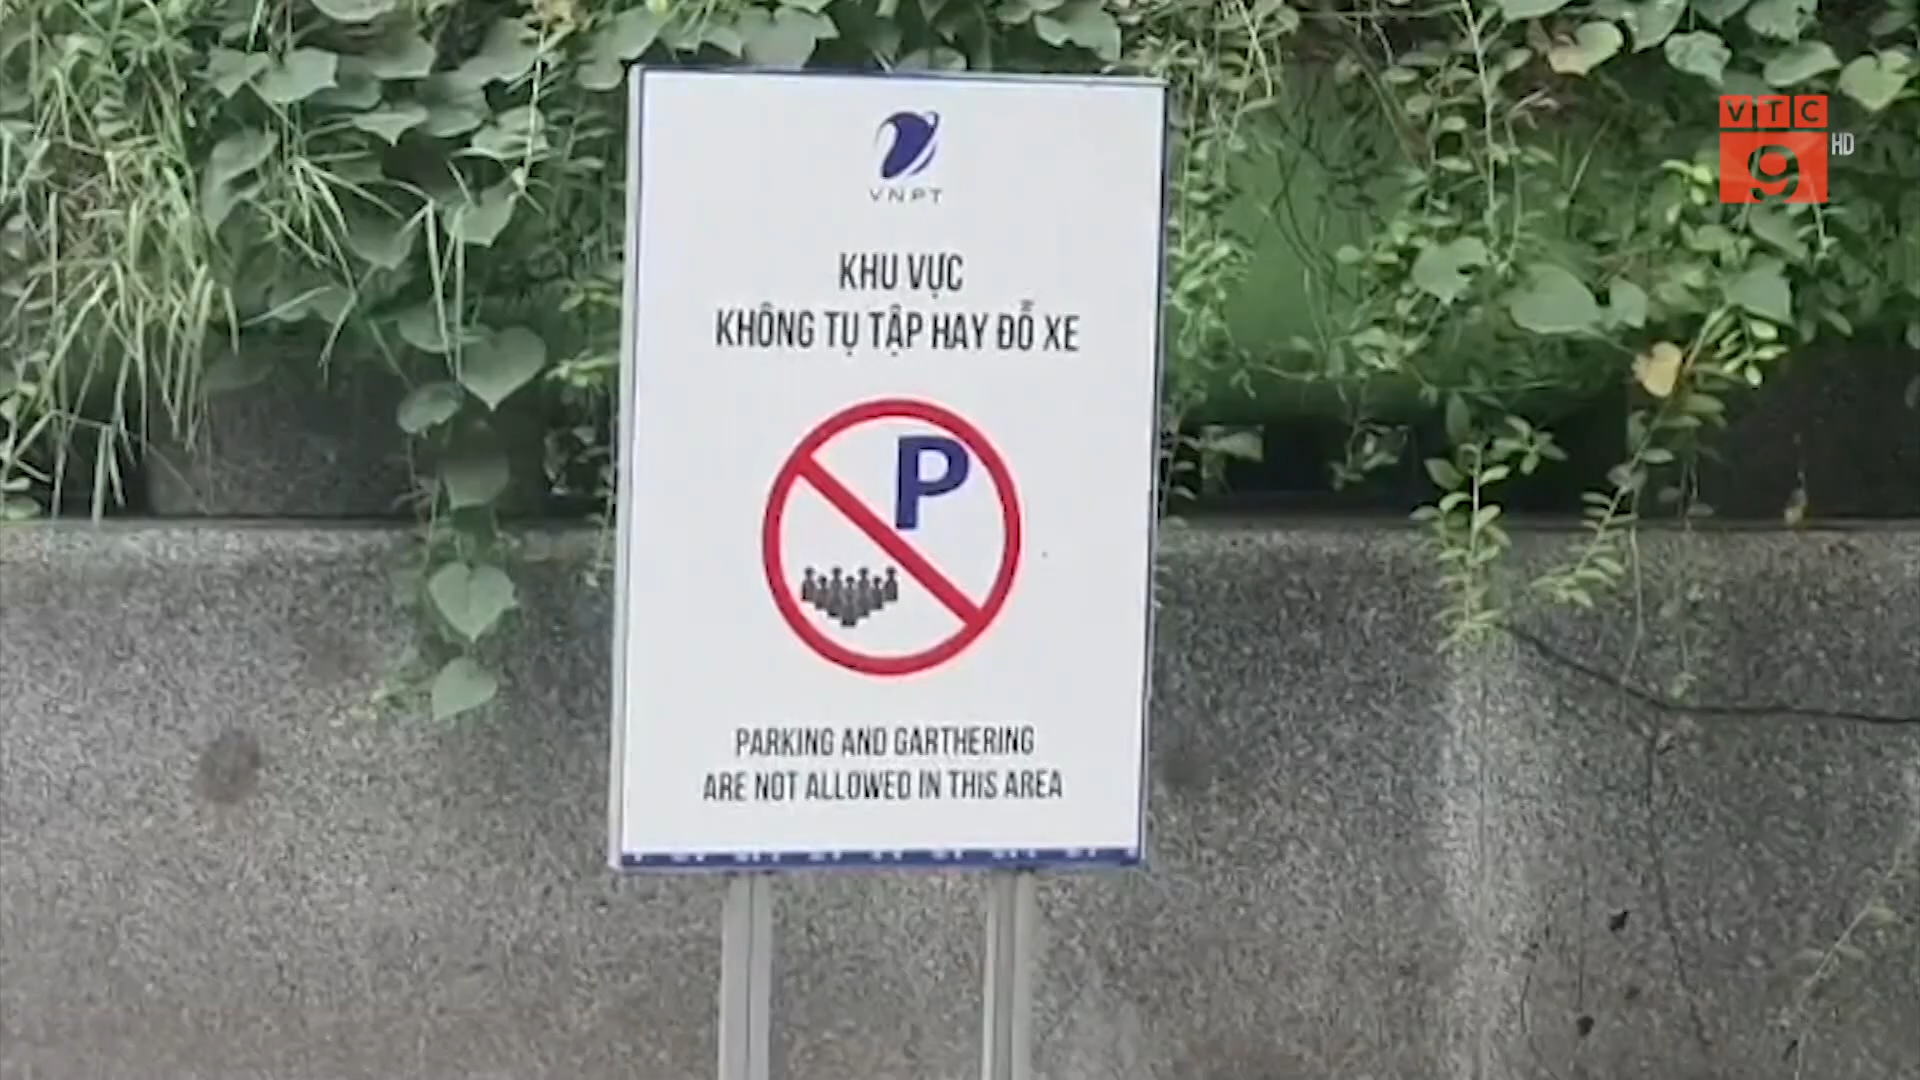 VTC
9 HD
VNPT
KHU VỰC
KHÔNG TỤ TẬP HAY ĐỖ XE
P
PARKING AND GARTHERING
ARE NOT ALLOWED IN THIS AREA